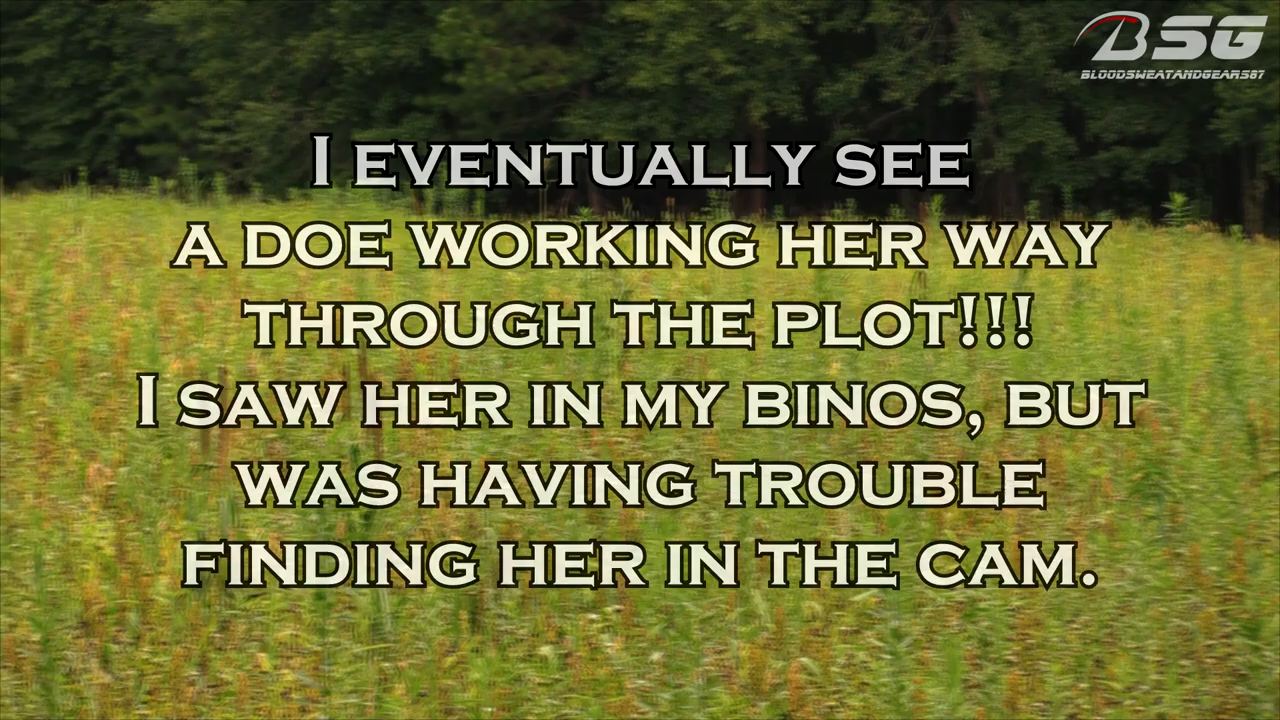 BSG
BLOODSWEATANDGEARS87
I EVENTUALLY SEE
A DOE WORKING HER WAY
THROUGH THE PLOT!!!
I SAW HER IN MY BINOS, BUT
WAS HAVING TROUBLE
FINDING HER IN THE CAM.